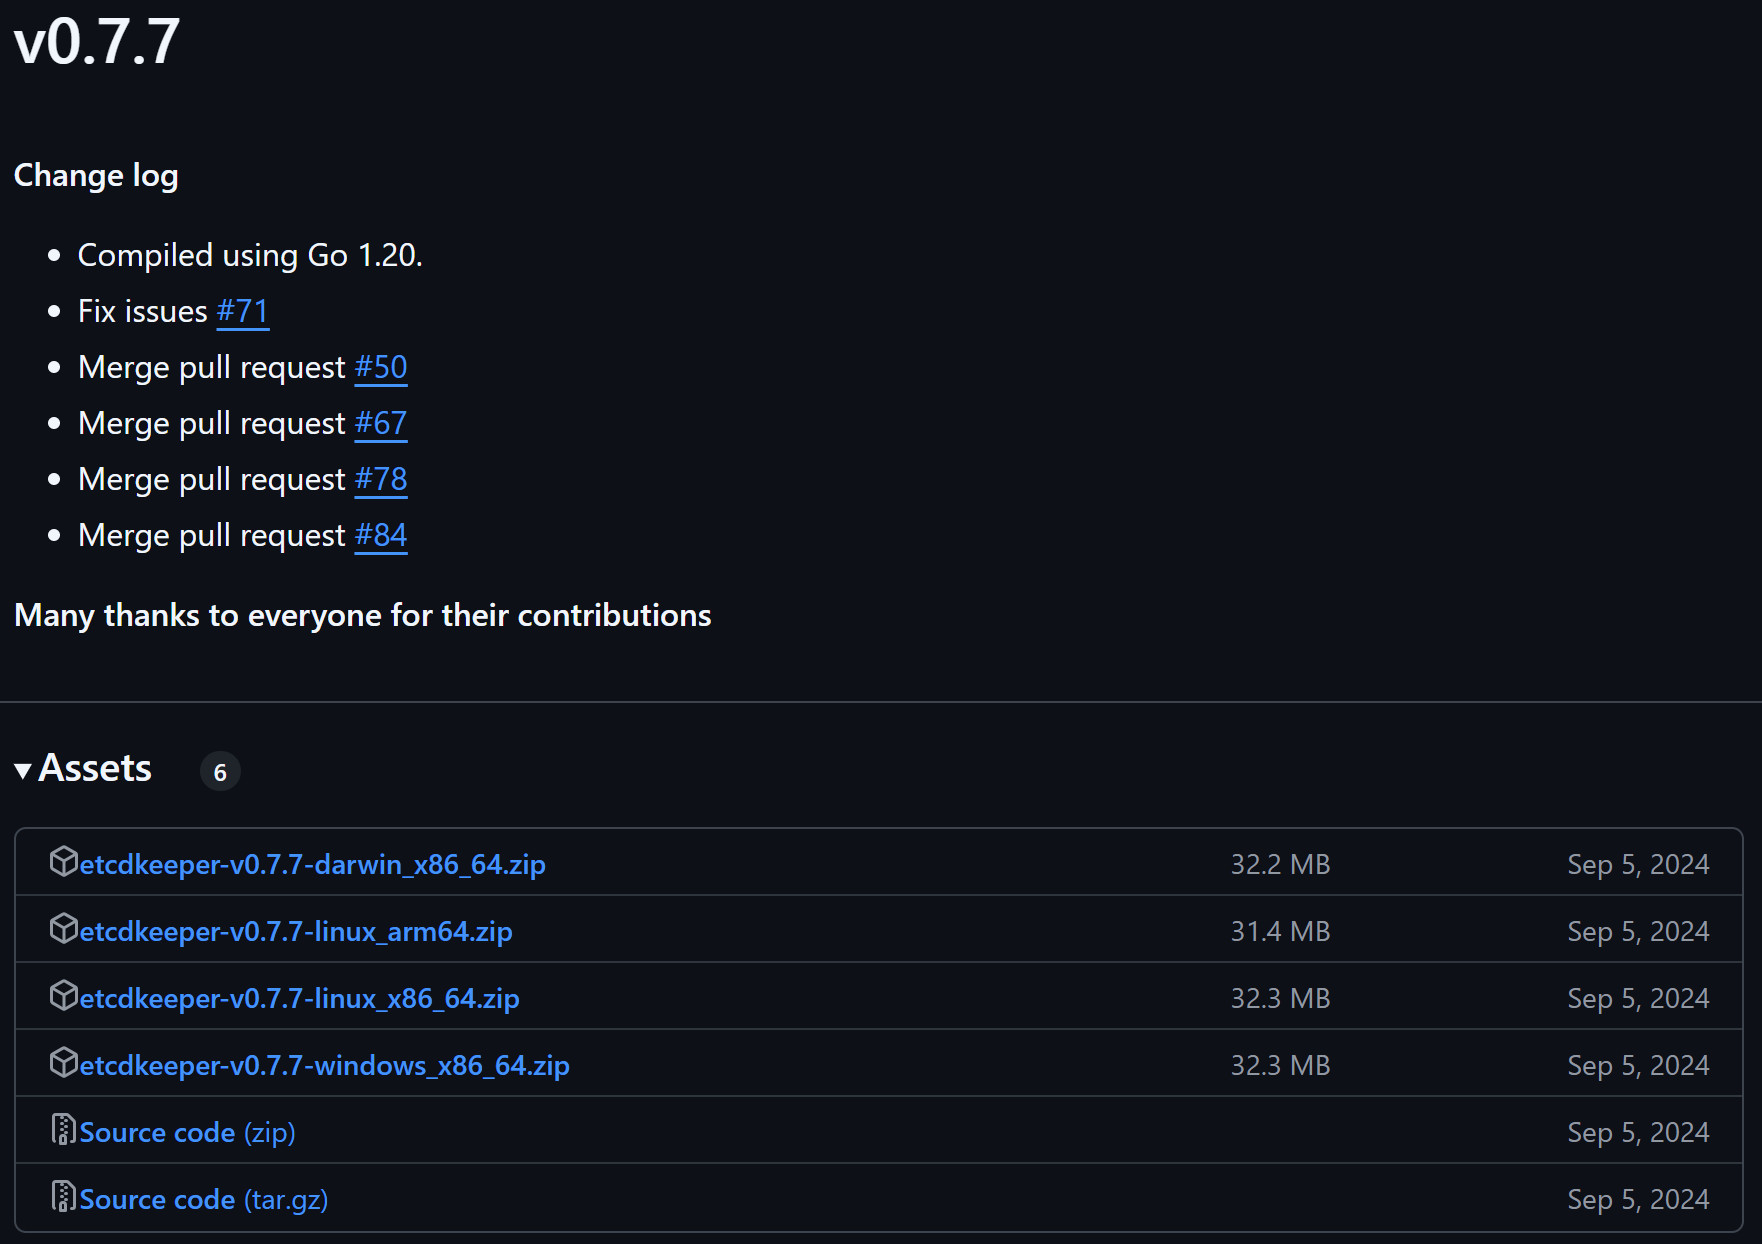 v0.7.7
Change log
Compiled using Go 1.20.
Fix issues #71
Merge pull request #50
Merge pull request #67
Merge pull request #78
Merge pull request #84
Many thanks to everyone for their contributions
Assets 6
etcdkeeper-v0.7.7-darwin_x86_64.zip 32.2 MB Sep 5, 2024
etcdkeeper-v0.7.7-linux_arm64.zip 31.4 MB Sep 5, 2024
etcdkeeper-v0.7.7-linux_x86_64.zip 32.3 MB Sep 5, 2024
etcdkeeper-v0.7.7-windows_x86_64.zip 32.3 MB Sep 5, 2024
Source code (zip) Sep 5, 2024
Source code (tar.gz) Sep 5, 2024